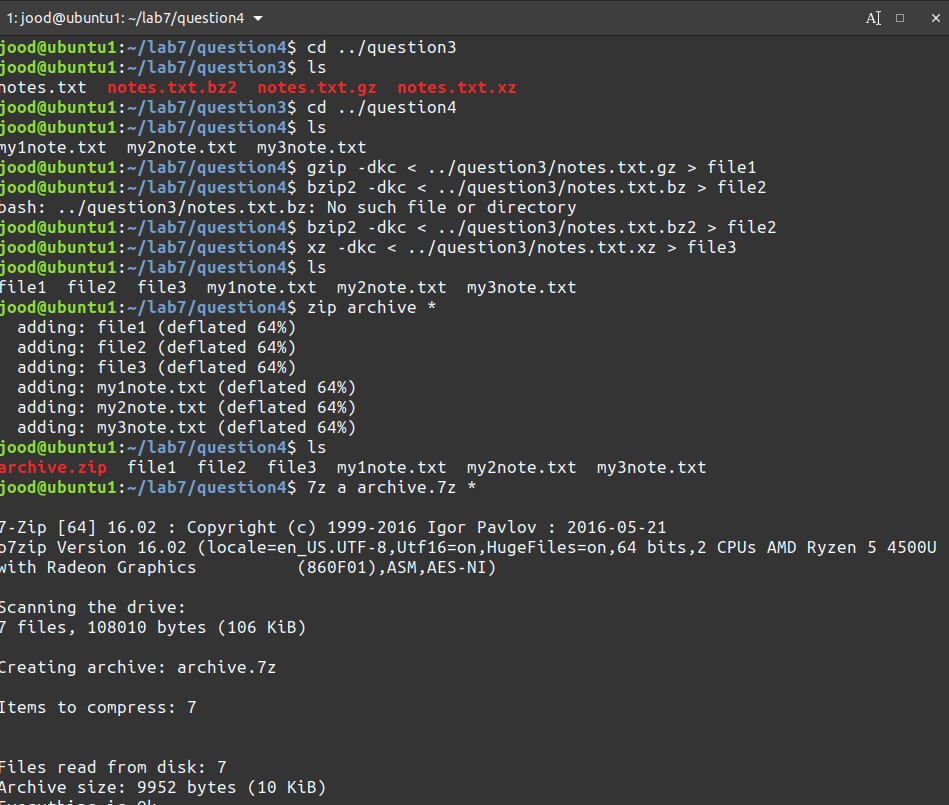 1: jood@ubuntu1: ~/lab7/question4
jood@ubuntu1:~/lab7/question4$ cd ../question3
jood@ubuntu1:~/lab7/question3$ ls
notes.txt  notes.txt.bz2  notes.txt.gz  notes.txt.xz
jood@ubuntu1:~/lab7/question3$ cd ../question4
jood@ubuntu1:~/lab7/question4$ ls
my1note.txt  my2note.txt  my3note.txt
jood@ubuntu1:~/lab7/question4$ gzip -dkc < ../question3/notes.txt.gz > file1
jood@ubuntu1:~/lab7/question4$ bzip2 -dkc < ../question3/notes.txt.bz > file2
bash: ../question3/notes.txt.bz: No such file or directory
jood@ubuntu1:~/lab7/question4$ bzip2 -dkc < ../question3/notes.txt.bz2 > file2
jood@ubuntu1:~/lab7/question4$ xz -dkc < ../question3/notes.txt.xz > file3
jood@ubuntu1:~/lab7/question4$ ls
file1  file2  file3  my1note.txt  my2note.txt  my3note.txt
jood@ubuntu1:~/lab7/question4$ zip archive *
  adding: file1 (deflated 64%)
  adding: file2 (deflated 64%)
  adding: file3 (deflated 64%)
  adding: my1note.txt (deflated 64%)
  adding: my2note.txt (deflated 64%)
  adding: my3note.txt (deflated 64%)
jood@ubuntu1:~/lab7/question4$ ls
archive.zip  file1  file2  file3  my1note.txt  my2note.txt  my3note.txt
jood@ubuntu1:~/lab7/question4$ 7z a archive.7z *
7-Zip [64] 16.02 : Copyright (c) 1999-2016 Igor Pavlov : 2016-05-21
p7zip Version 16.02 (locale=en_US.UTF-8,Utf16=on,HugeFiles=on,64 bits,2 CPUs AMD Ryzen 5 4500U
with Radeon Graphics          (860F01),ASM,AES-NI)
Scanning the drive:
7 files, 108010 bytes (106 KiB)
Creating archive: archive.7z
Items to compress: 7
Files read from disk: 7
Archive size: 9952 bytes (10 KiB)
Everything is Ok